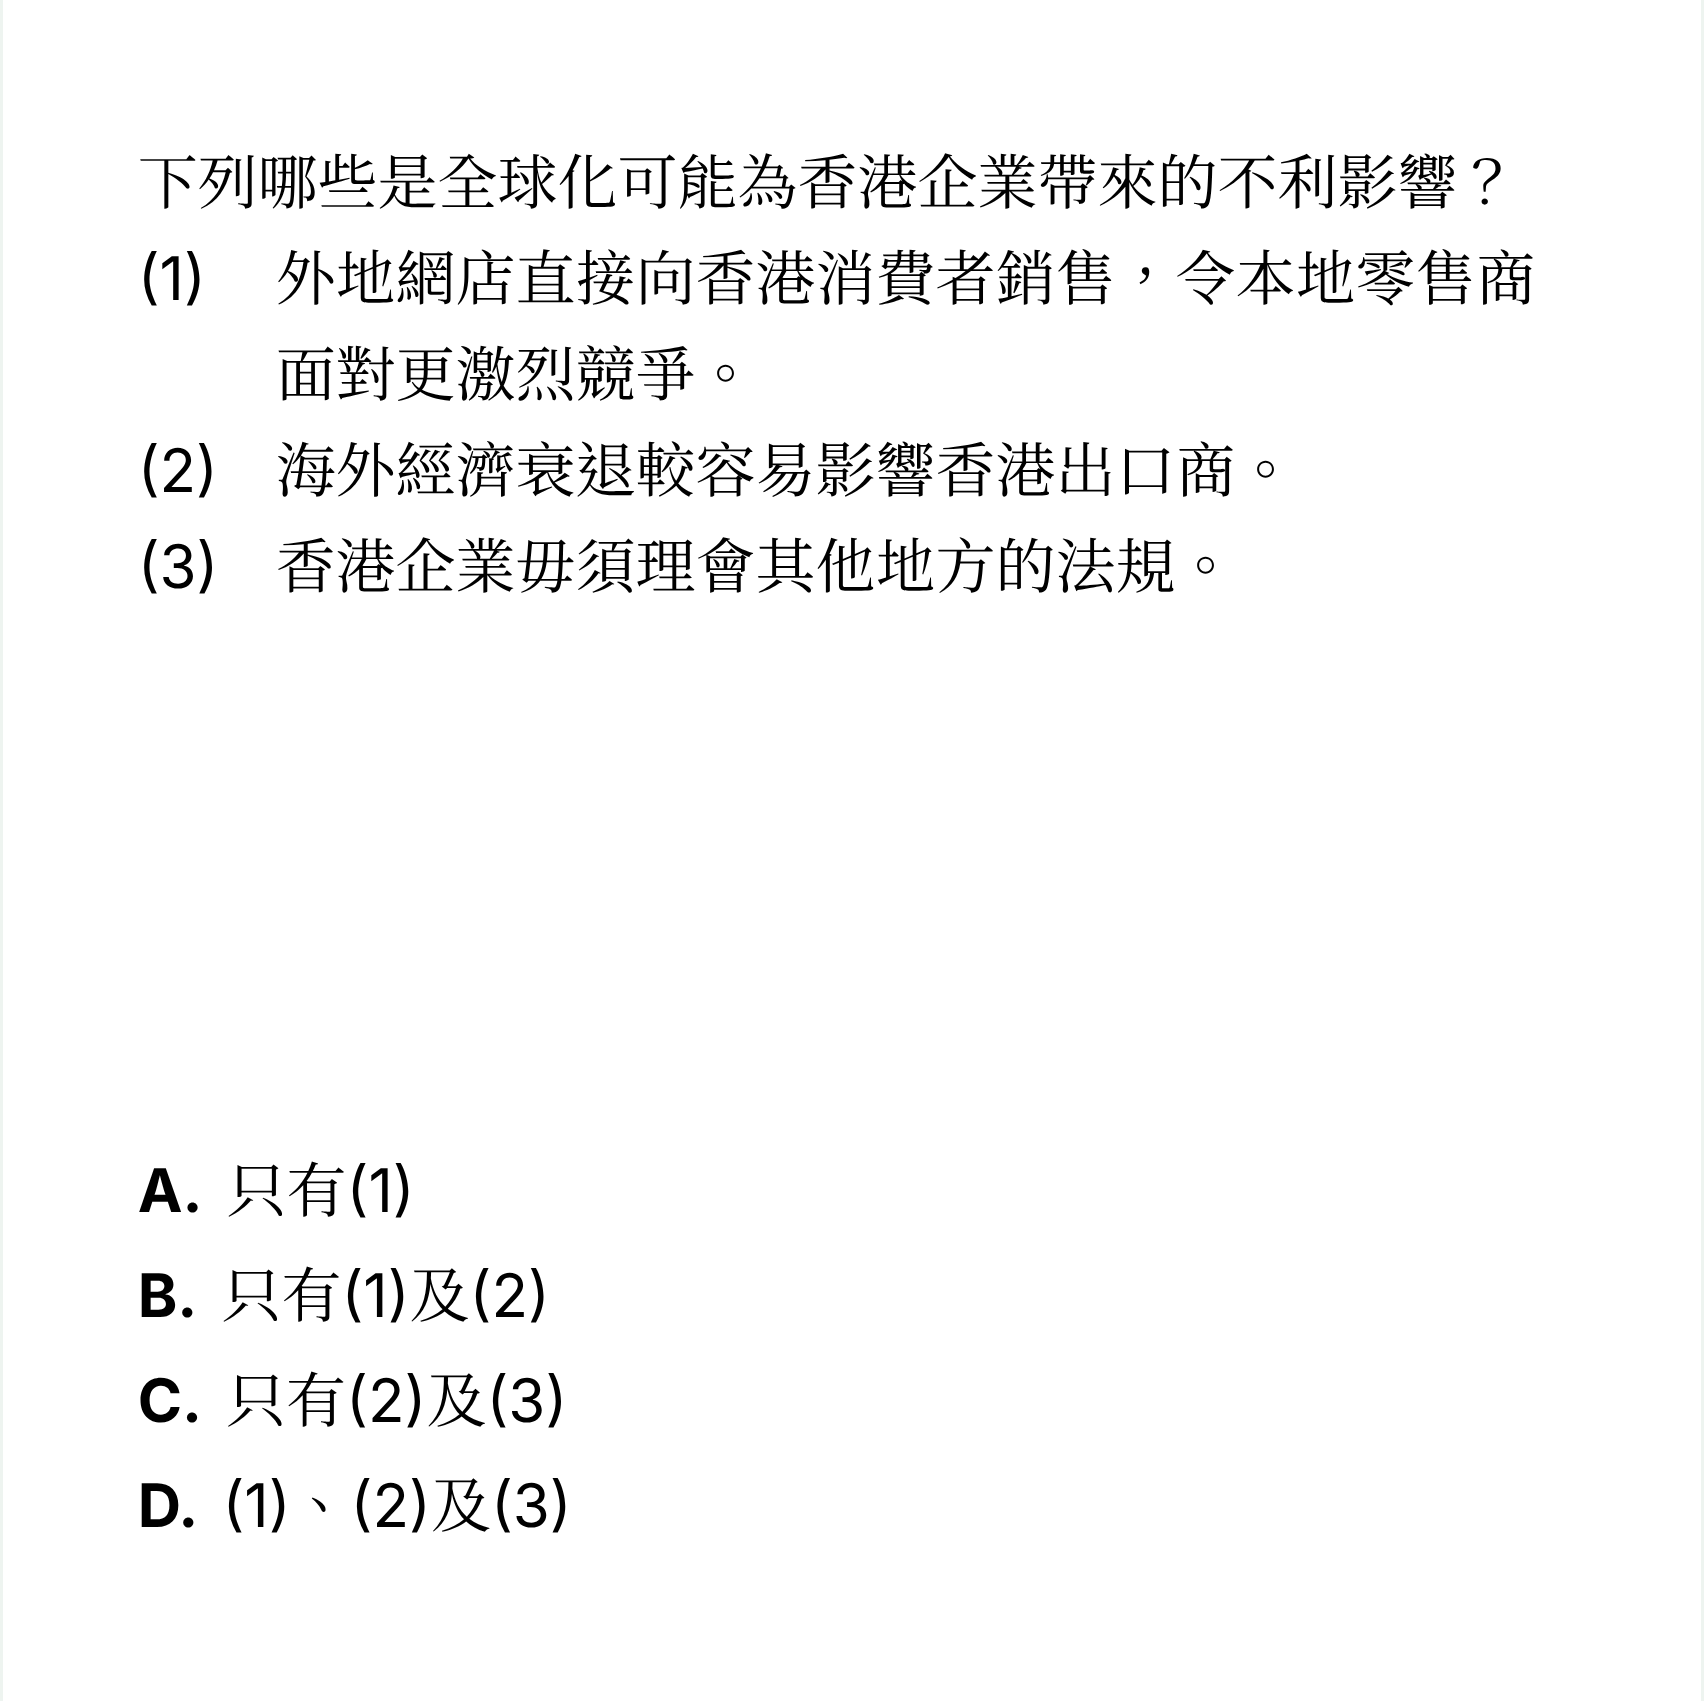 下列哪些是全球化可能為香港企業帶來的不利影響？
(1) 外地網店直接向香港消費者銷售，令本地零售商
面對更激烈競爭。
(2) 海外經濟衰退較容易影響香港出口商。
(3) 香港企業毋須理會其他地方的法規。
A. 只有(1)
B. 只有(1)及(2)
C. 只有(2)及(3)
D. (1)、(2)及(3)